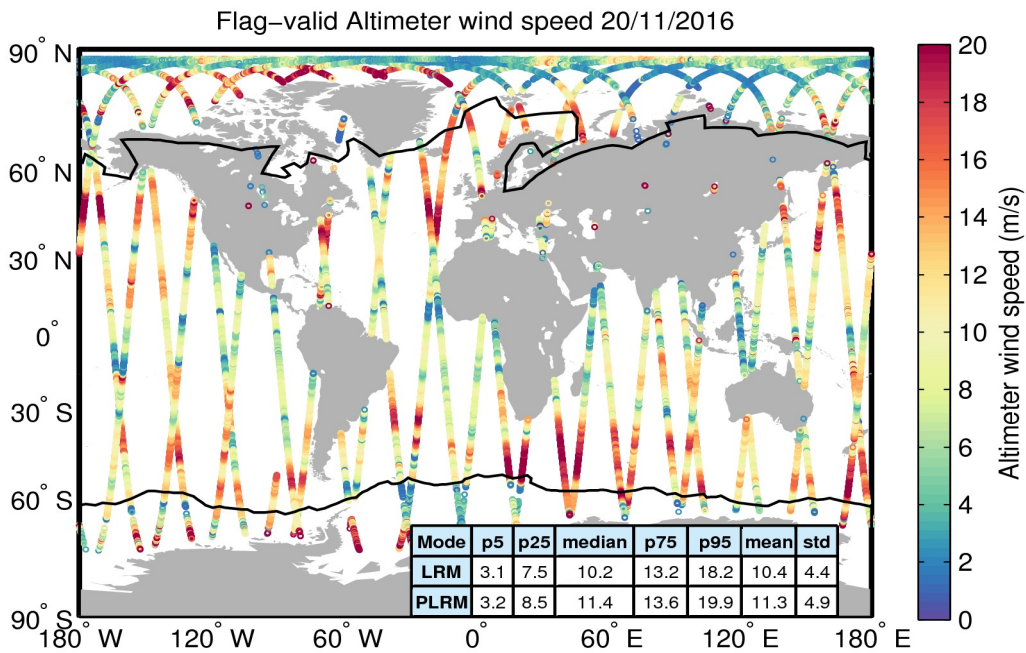 Flag−valid Altimeter wind speed 20/11/2016
90° N
60° N
30° N
0°
30° S
60° S
90° S
180° W
120° W
60° W
0°
60° E
120° E
180° E
Mode p5 p25 median p75 p95 mean std
LRM 3.1 7.5 10.2 13.2 18.2 10.4 4.4
PLRM 3.2 8.5 11.4 13.6 19.9 11.3 4.9
20
18
16
14
12
10
8
6
4
2
0
Altimeter wind speed (m/s)